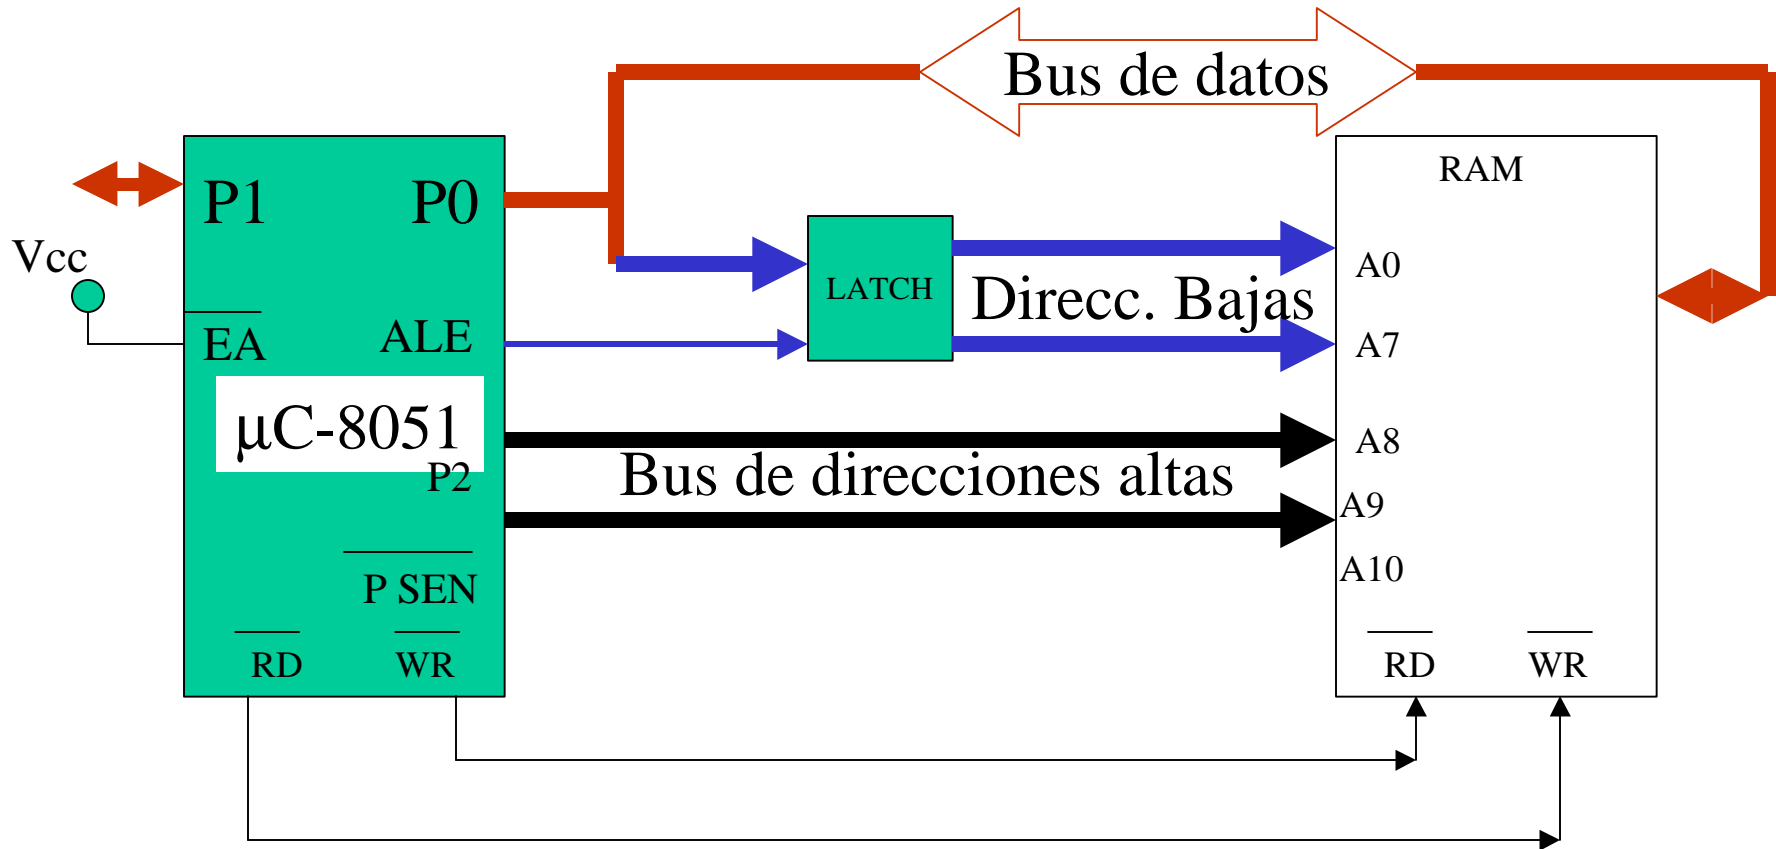 Bus de datos
RAM
P1
P0
Vcc
LATCH
A0
Direcc. Bajas
EA
ALE
A7
μC-8051
A8
P2
Bus de direcciones altas
A9
A10
P SEN
RD
WR
RD
WR